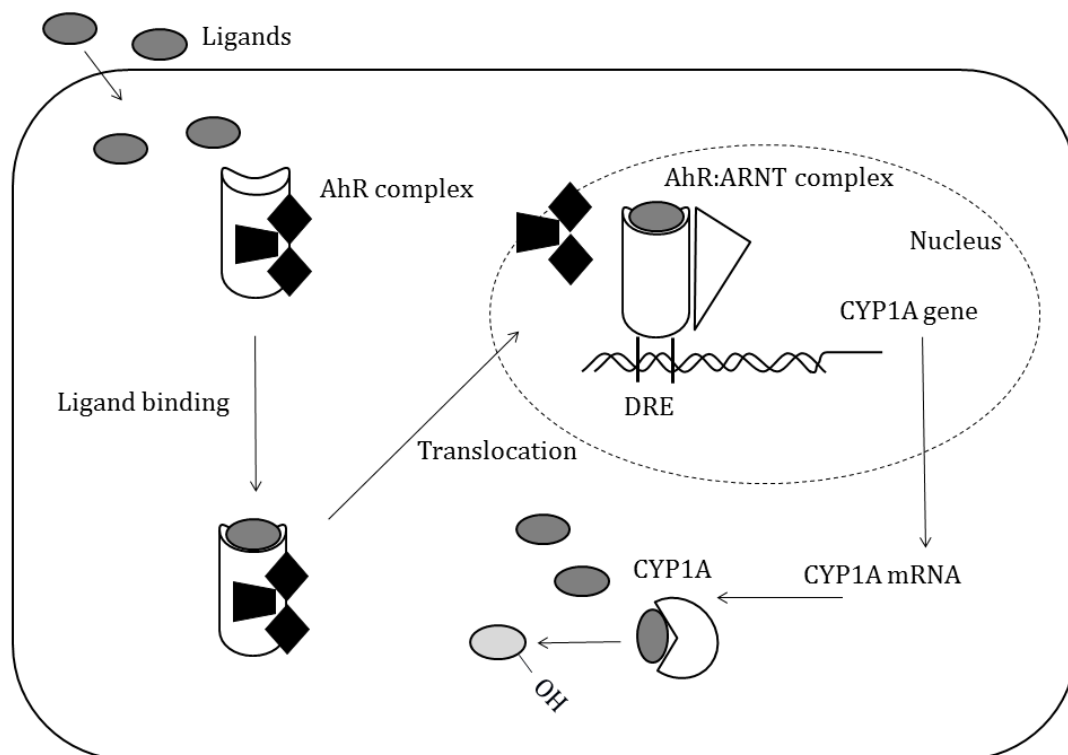 Ligands
AhR complex
AhR:ARNT complex
Nucleus
CYP1A gene
DRE
Ligand binding
Translocation
CYP1A
CYP1A mRNA
OH